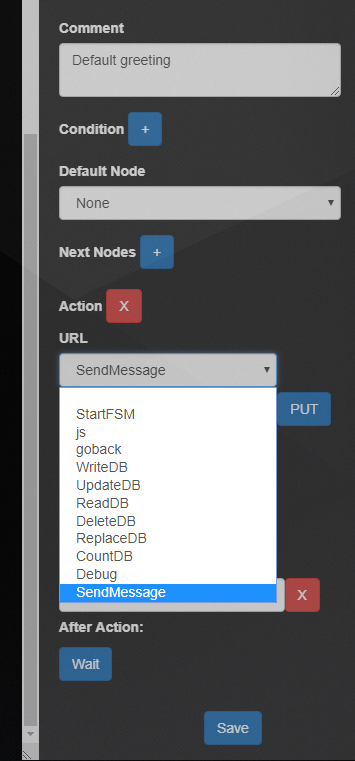 Comment
Default greeting
Condition +
Default Node
None
Next Nodes +
Action X
URL
SendMessage
PUT
StartFSM
js
goback
WriteDB
UpdateDB
ReadDB
DeleteDB
ReplaceDB
CountDB
Debug
SendMessage
X
After Action:
Wait
Save